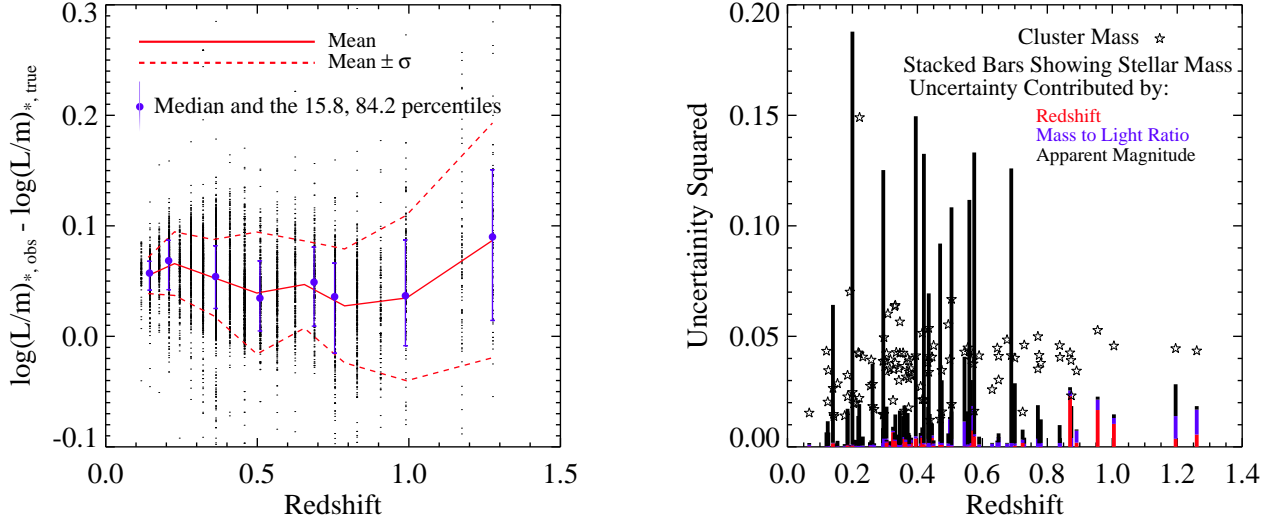 0.3
0.2
0.1
0.0
-0.1
log(L/m)*, obs - log(L/m)*, true
Mean
Mean ± σ
Median and the 15.8, 84.2 percentiles
0.0 0.5 1.0 1.5
Redshift
0.20
0.15
0.10
0.05
0.00
Uncertainity Squared
Cluster Mass
Stacked Bars Showing Stellar Mass
Uncertainty Contributed by:
Redshift
Mass to Light Ratio
Apparent Magnitude
0.0 0.2 0.4 0.6 0.8 1.0 1.2 1.4
Redshift